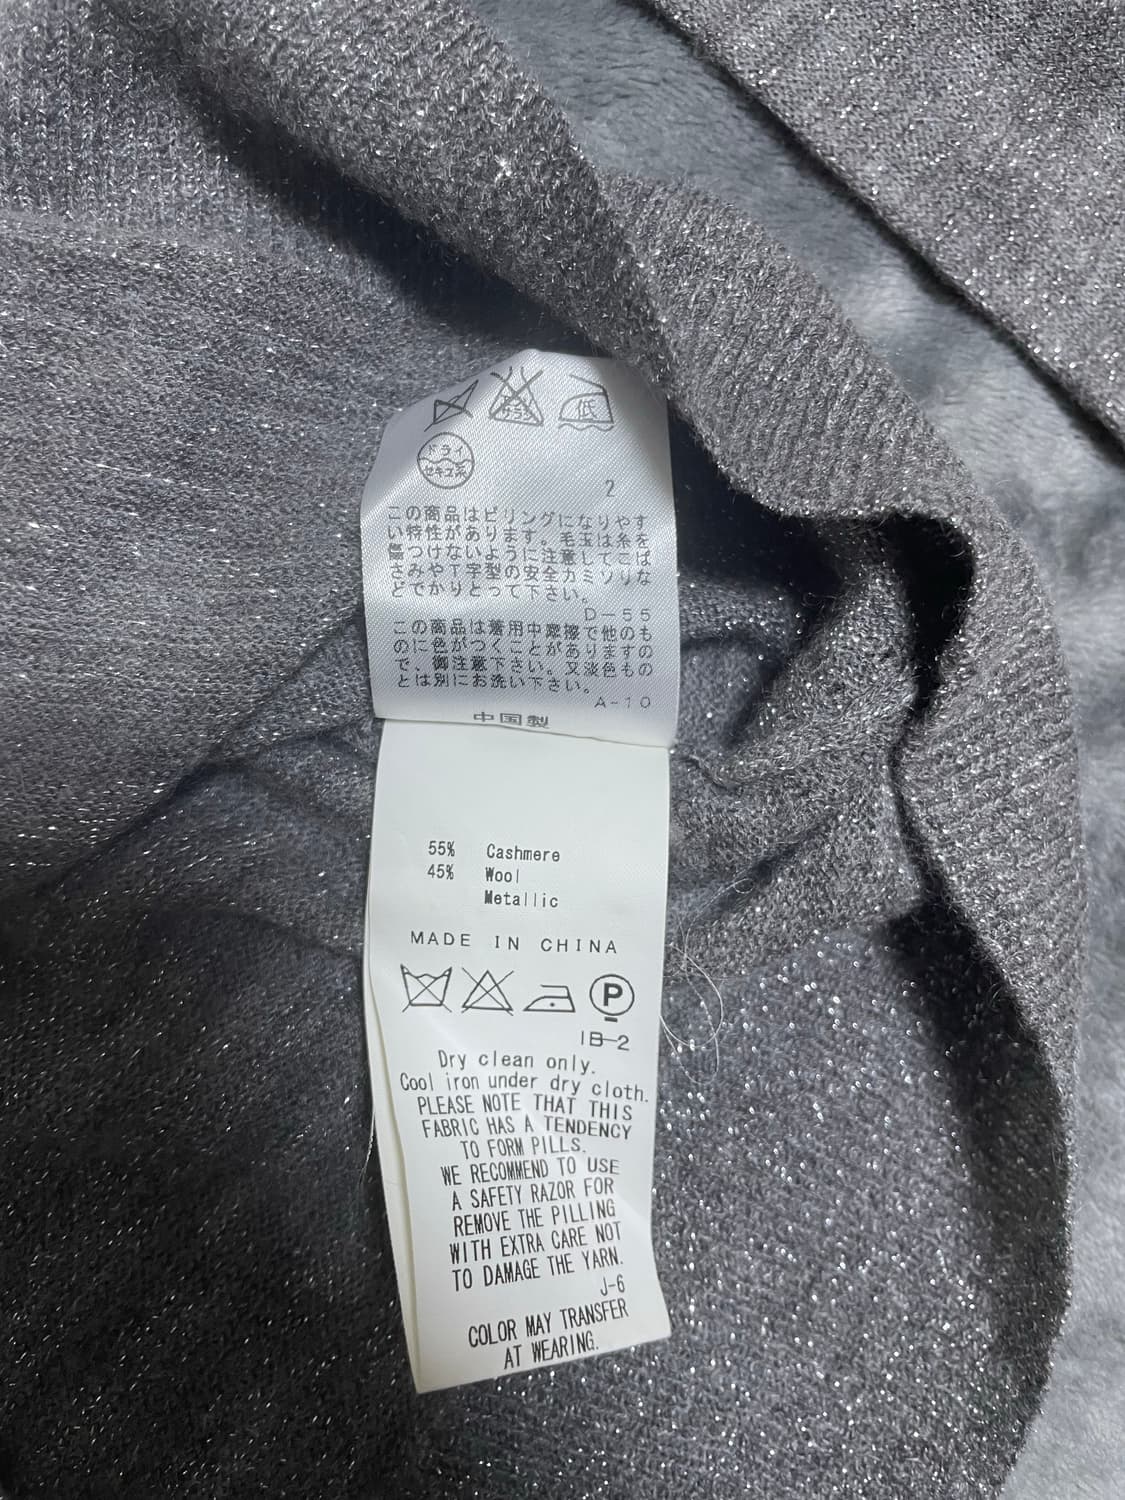 サラシ
低
ドライ
セキユ系
2
この商品はピリングになりやす
い特性があります。毛玉は糸を
傷つけないように注意してこばさ
みやT字型の安全カミソリな
どでかりとって下さい。
D-55
この商品は着用中摩擦で他のも
のに色がつくことがありますの
で、御注意下さい。又淡色もの
とは別にお洗い下さい。
A-10
中国製
55% Cashmere
45% Wool
Metallic
MADE IN CHINA
P
IB-2
Dry clean only.
Cool iron under dry cloth.
PLEASE NOTE THAT THIS
FABRIC HAS A TENDENCY
TO FORM PILLS.
WE RECOMMEND TO USE
A SAFETY RAZOR FOR
REMOVE THE PILLING
WITH EXTRA CARE NOT
TO DAMAGE THE YARN.
J-6
COLOR MAY TRANSFER
AT WEARING.